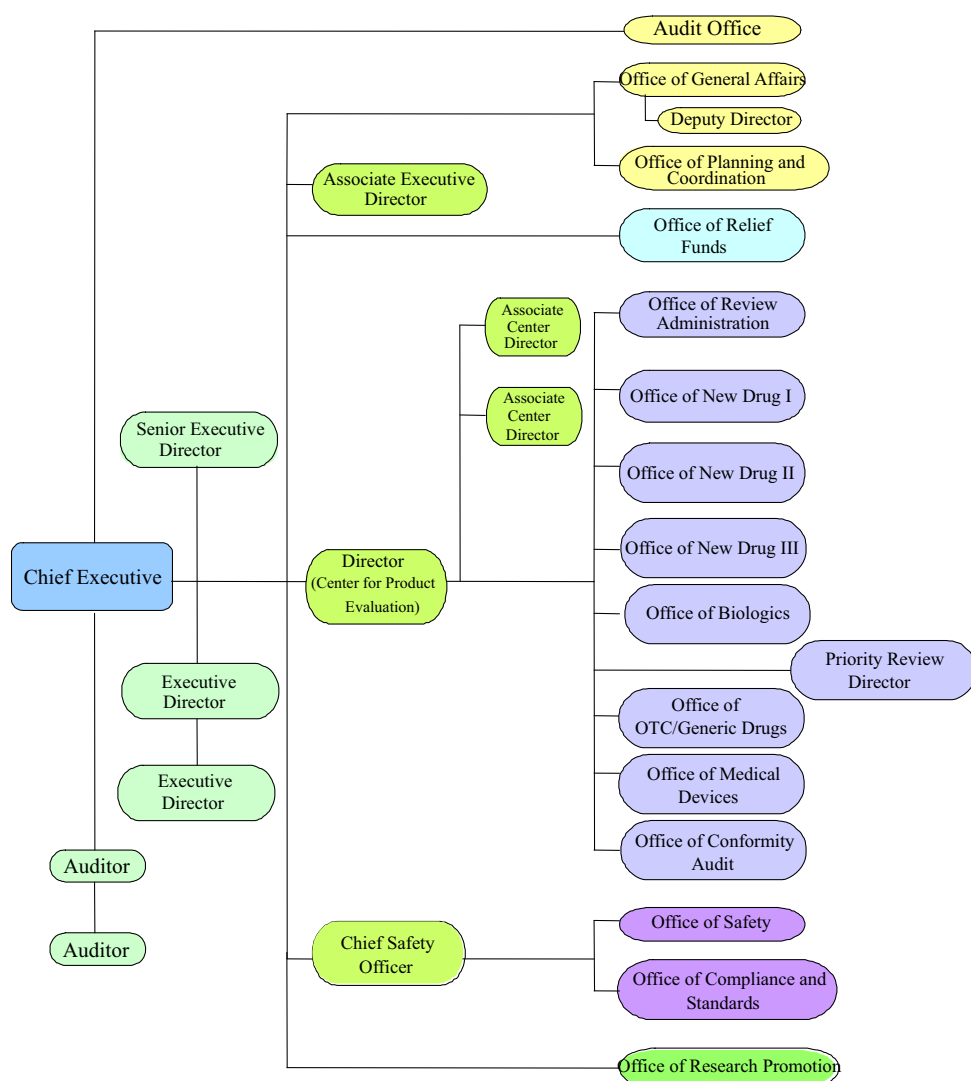 Audit Office
Office of General Affairs
Deputy Director
Office of Planning and
Coordination
Associate Executive
Director
Office of Relief
Funds
Associate
Center
Director
Office of Review
Administration
Associate
Center
Director
Office of New Drug I
Senior Executive
Director
Office of New Drug II
Chief Executive
Director
(Center for Product
Evaluation)
Office of New Drug III
Office of Biologics
Priority Review
Director
Executive
Director
Office of
OTC/Generic Drugs
Executive
Director
Office of Medical
Devices
Office of Conformity
Audit
Auditor
Auditor
Chief Safety
Officer
Office of Safety
Office of Compliance and
Standards
Office of Research Promotion